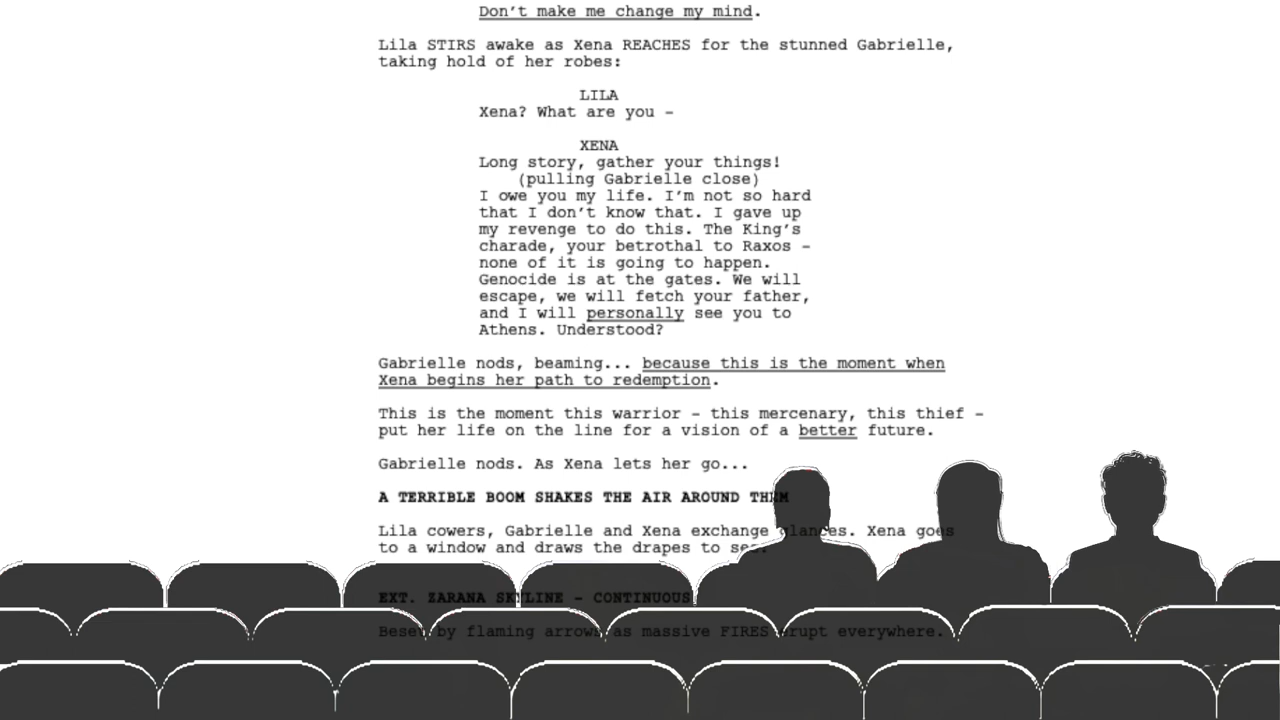 Don't make me change my mind.
Lila STIRS awake as Xena REACHES for the stunned Gabrielle,
taking hold of her robes:
LILA
Xena? What are you –
XENA
Long story, gather your things!
(pulling Gabrielle close)
I owe you my life. I'm not so hard
that I don't know that. I gave up
my revenge to do this. The King's
charade, your betrothal to Raxos –
none of it is going to happen.
Genocide is at the gates. We will
escape, we will fetch your father,
and I will personally see you to
Athens. Understood?
Gabrielle nods, beaming... because this is the moment when
Xena begins her path to redemption.
This is the moment this warrior – this mercenary, this thief –
put her life on the line for a vision of a better future.
Gabrielle nods. As Xena lets her go...
A TERRIBLE BOOM SHAKES THE AIR AROUND THEM
Lila cowers, Gabrielle and Xena exchange glances. Xena goes
to a window and draws the drapes to see:
EXT. ZARANA SKYLINE – CONTINUOUS
Beset by flaming arrows as massive FIRES erupt everywhere.